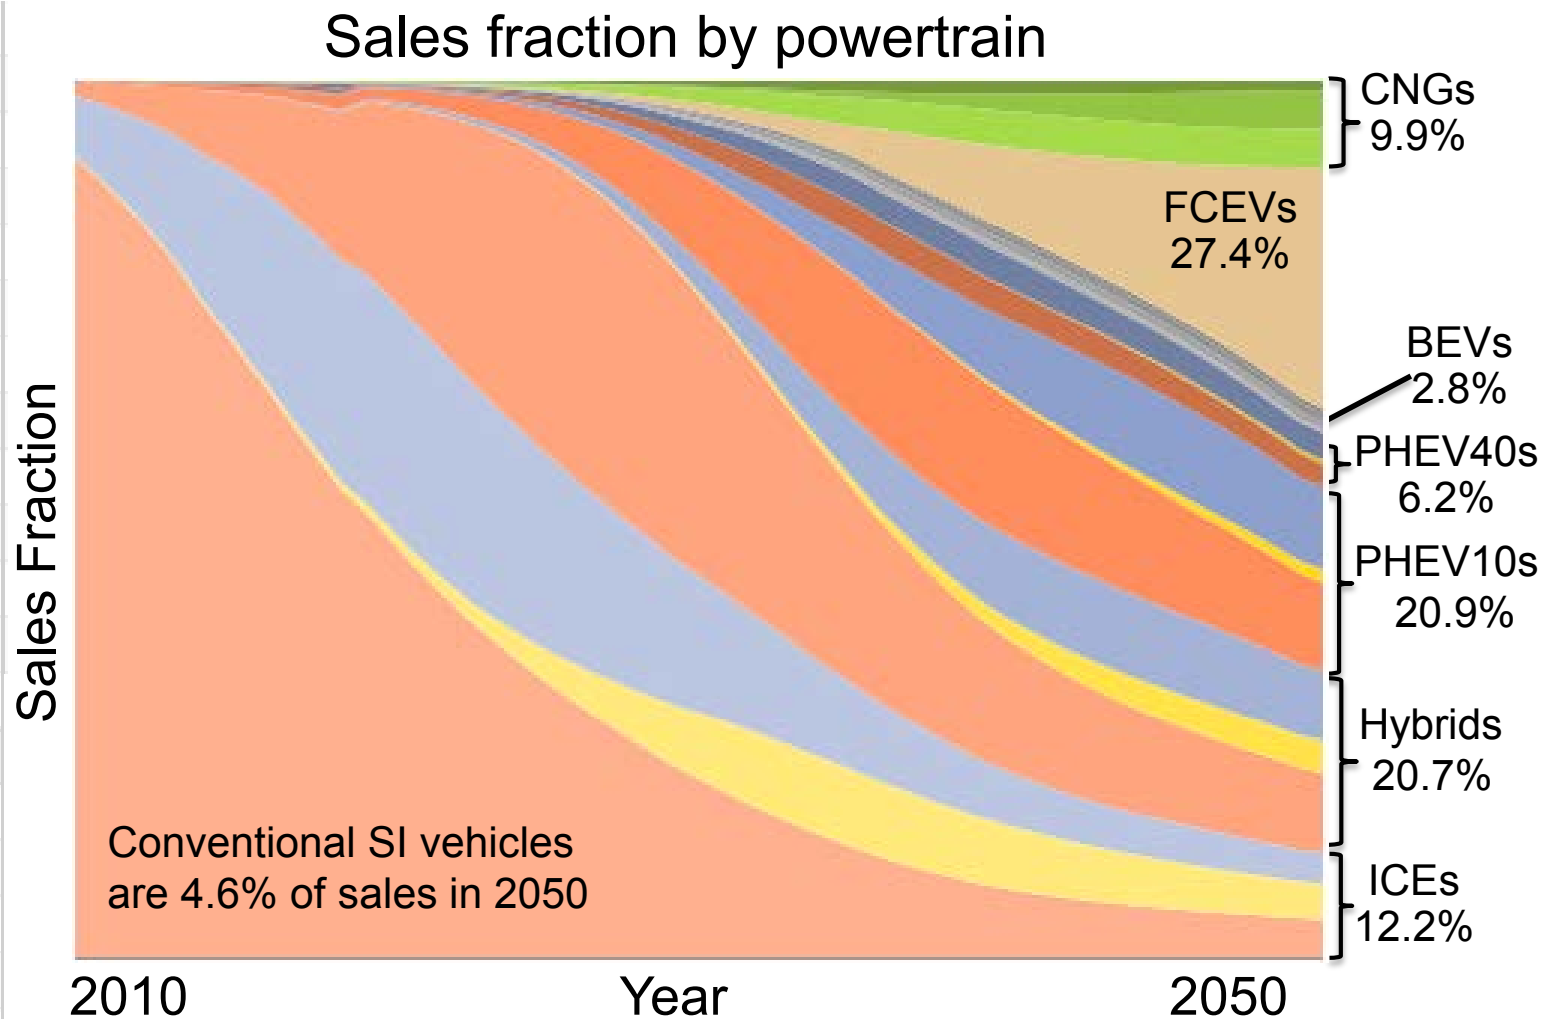 Sales fraction by powertrain
CNGs
9.9%
FCEVs
27.4%
BEVs
2.8%
PHEV40s
6.2%
PHEV10s
20.9%
Hybrids
20.7%
ICEs
12.2%
Conventional SI vehicles
are 4.6% of sales in 2050
Sales Fraction
2010
Year
2050